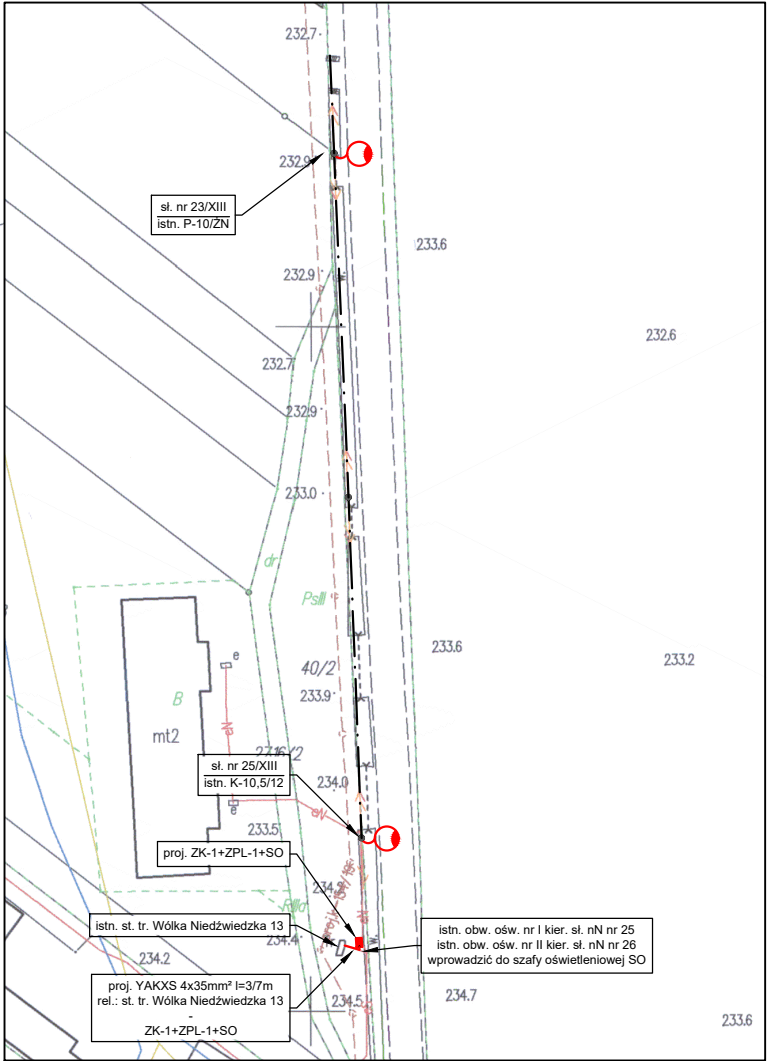 232.7
232.9
sł. nr 23/XIII
istn. P-10/ŻN
233.6
232.9
w.
232.6
232.7
232.9
233.0
dr
PsIII
233.6
233.2
40/2
e
233.9
B
mt2
eN
sł. nr 25/XIII
istn. K-10,5/12
234.0
e
eN
233.5
proj. ZK-1+ZPL-1+SO
eN
istn. st. tr. Wólka Niedźwiedzka 13
234.4
w.
istn. obw. ośw. nr I kier. sł. nN nr 25
istn. obw. ośw. nr II kier. sł. nN nr 26
wprowadzić do szafy oświetleniowej SO
234.2
proj. YAKXS 4x35mm² l=3/7m
rel.: st. tr. Wólka Niedźwiedzka 13
-
ZK-1+ZPL-1+SO
234.5
234.7
233.6